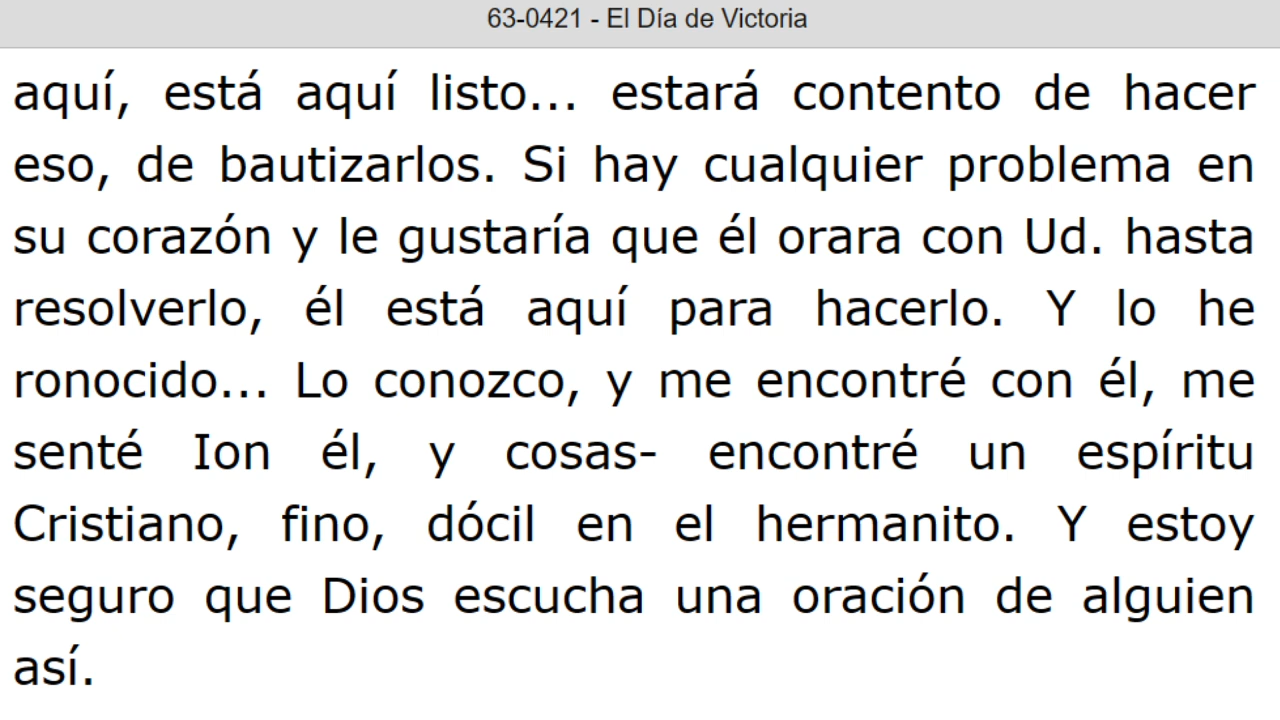 63-0421 - El Día de Victoria
aquí, está aquí listo... estará contento de hacer
eso, de bautizarlos. Si hay cualquier problema en
su corazón y le gustaría que él orara con Ud. hasta
resolverlo, él está aquí para hacerlo. Y lo he
ronocido... Lo conozco, y me encontré con él, me
senté Ion él, y cosas- encontré un espíritu
Cristiano, fino, dócil en el hermanito. Y estoy
seguro que Dios escucha una oración de alguien
así.